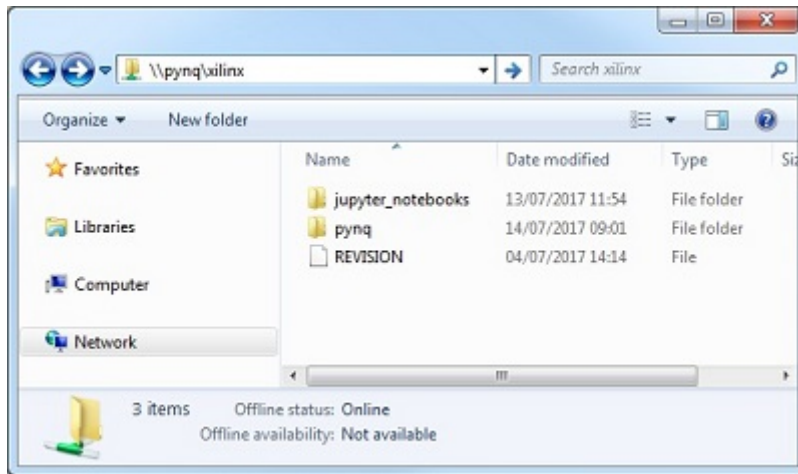 \\pynq\xilinx
Search xilinx
Organize
New folder
Favorites
Libraries
Computer
Network
Name Date modified Type Siz
jupyter_notebooks 13/07/2017 11:54 File folder
pynq 14/07/2017 09:01 File folder
REVISION 04/07/2017 14:14 File
3 items Offline status: Online
Offline availability: Not available